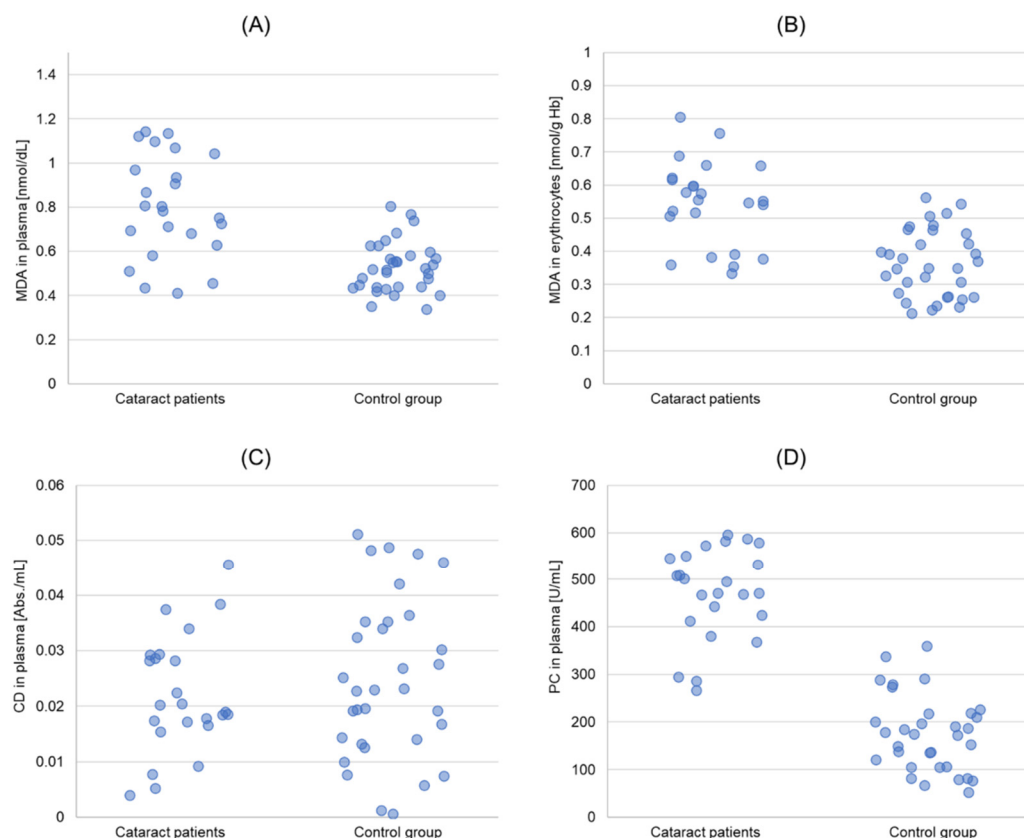 (A)
MDA in plasma [nmol/dL]
1.4
1.2
1
0.8
0.6
0.4
0.2
0
Cataract patients Control group
(B)
MDA in erythrocytes [nmol/g Hb]
1
0.9
0.8
0.7
0.6
0.5
0.4
0.3
0.2
0.1
0
Cataract patients Control group
(C)
CD in plasma [Abs./mL]
0.06
0.05
0.04
0.03
0.02
0.01
0
Cataract patients Control group
(D)
PC in plasma [U/mL]
700
600
500
400
300
200
100
0
Cataract patients Control group